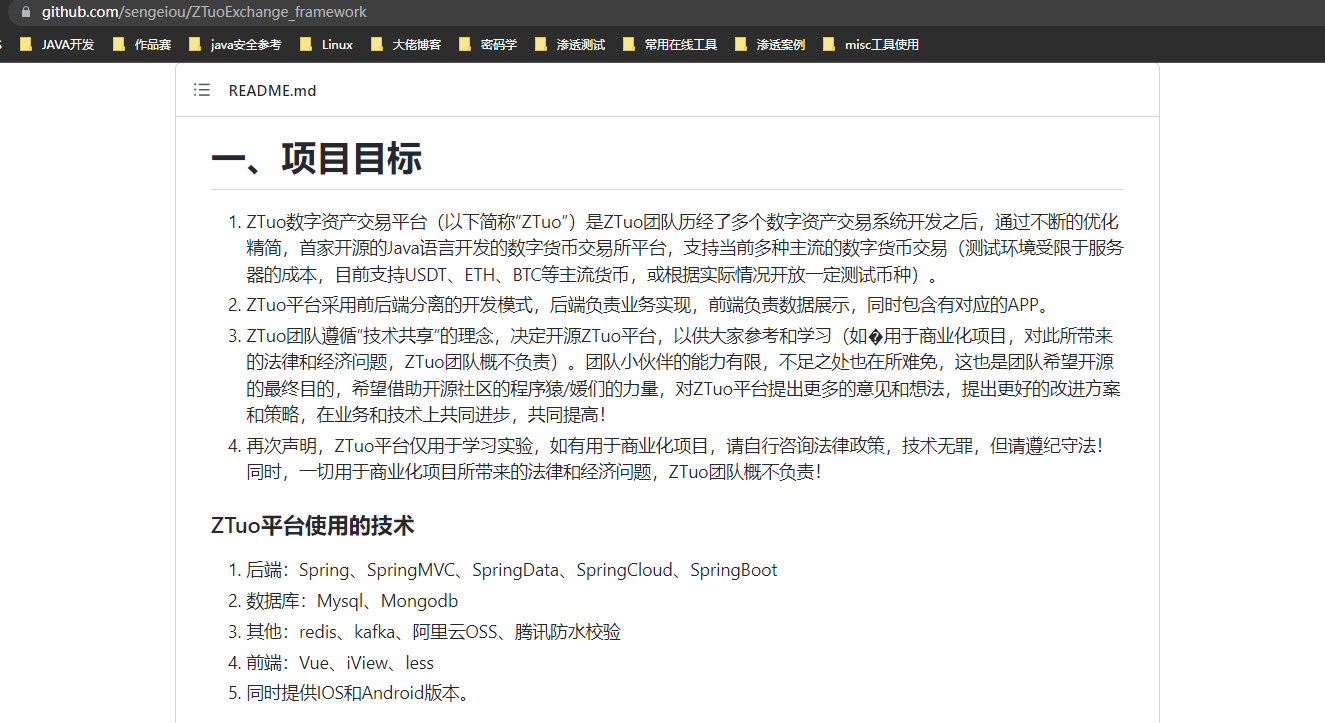 github.com/sengeiou/ZTuoExchange_framework
JAVA开发 作品赛 java安全参考 Linux 大佬博客 密码学 渗透测试 常用在线工具 渗透案例 misc工具使用
README.md
一、项目目标
1. ZTuo数字资产交易平台（以下简称“ZTuo”）是ZTuo团队历经了多个数字资产交易系统开发之后，通过不断的优化
精简，首家开源的Java语言开发的数字货币交易所平台，支持当前多种主流的数字货币交易（测试环境受限于服务
器的成本，目前支持USDT、ETH、BTC等主流货币，或根据实际情况开放一定测试币种）。
2. ZTuo平台采用前后端分离的开发模式，后端负责业务实现，前端负责数据展示，同时包含有对应的APP。
3. ZTuo团队遵循“技术共享”的理念，决定开源ZTuo平台，以供大家参考和学习（如�用于商业化项目，对此所带来
的法律和经济问题，ZTuo团队概不负责）。团队小伙伴的能力有限，不足之处也在所难免，这也是团队希望开源
的最终目的，希望借助开源社区的程序猿/媛们的力量，对ZTuo平台提出更多的意见和想法，提出更好的改进方案
和策略，在业务和技术上共同进步，共同提高！
4. 再次声明，ZTuo平台仅用于学习实验，如有用于商业化项目，请自行咨询法律政策，技术无罪，但请遵纪守法！
同时，一切用于商业化项目所带来的法律和经济问题，ZTuo团队概不负责！
ZTuo平台使用的技术
1. 后端：Spring、SpringMVC、SpringData、SpringCloud、SpringBoot
2. 数据库：Mysql、Mongodb
3. 其他：redis、kafka、阿里云OSS、腾讯防水校验
4. 前端：Vue、iView、less
5. 同时提供IOS和Android版本。